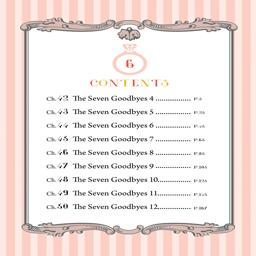 6
CONTENTS
Ch.42 The Seven Goodbyes 4
Ch.43 The Seven Goodbyes 5
Ch.44 The Seven Goodbyes 6
Ch.45 The Seven Goodbyes 7
Ch.46 The Seven Goodbyes 8
Ch.47 The Seven Goodbyes 9
Ch.48 The Seven Goodbyes 10
Ch.49 The Seven Goodbyes 11
Ch.50 The Seven Goodbyes 12